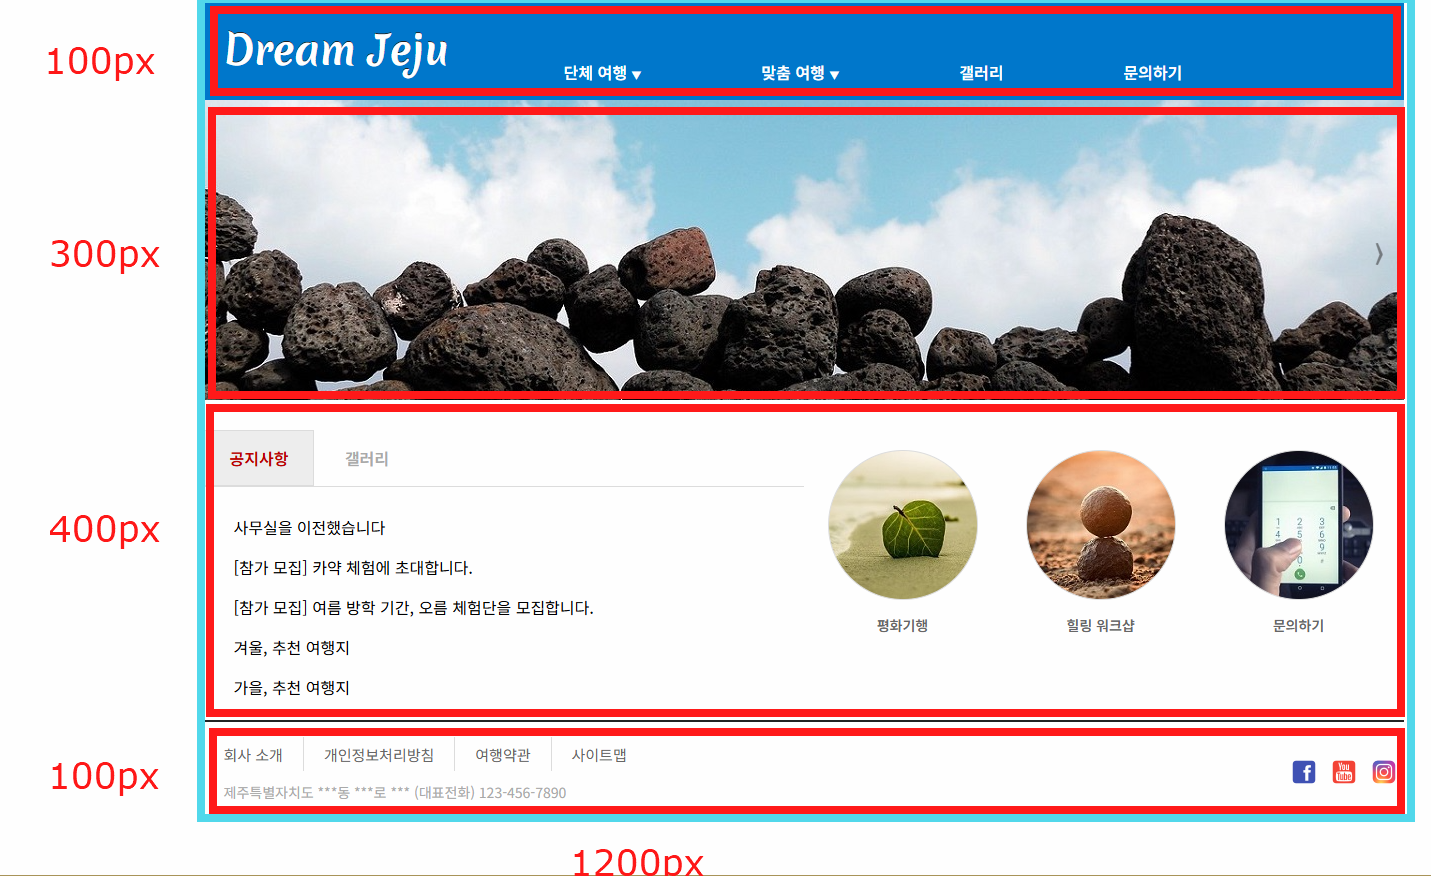 100px
Dream Jeju
단체 여행 ▼ 맞춤 여행 ▼ 갤러리 문의하기
300px
400px
공지사항 갤러리
사무실을 이전했습니다
[참가 모집] 카약 체험에 초대합니다.
[참가 모집] 여름 방학 기간, 오름 체험단을 모집합니다.
겨울, 추천 여행지
가을, 추천 여행지
평화기행 힐링 워크샵 문의하기
100px
회사 소개 개인정보처리방침 여행약관 사이트맵
제주특별자치도 ***동 ***로 *** (대표전화) 123-456-7890
You Tube
1200px